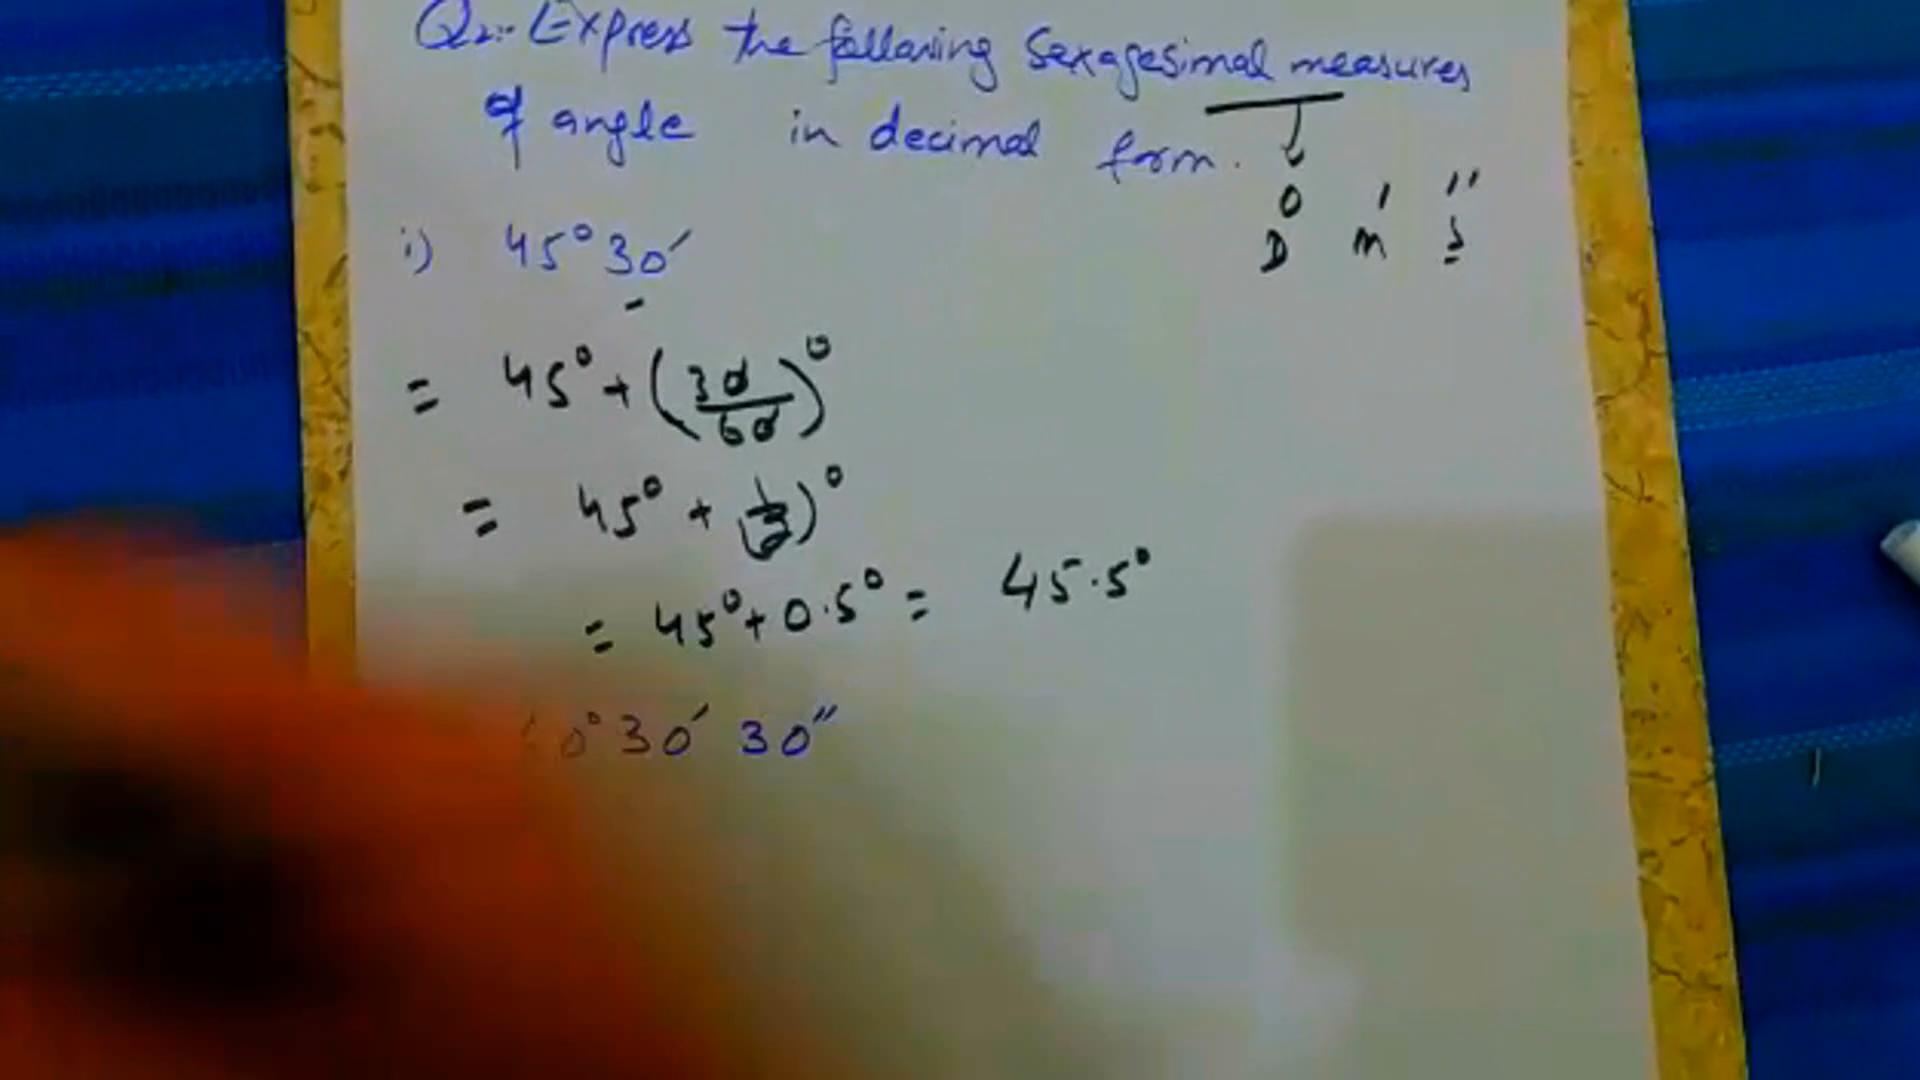 Q2:- Express the following Sexagesimal measures
of angle in decimal form.
° ′ ″
D M S
i) 45° 30′
= 45° + (30/60)°
= 45° + (1/2)°
= 45° + 0.5° = 45.5°
0° 30′ 30″